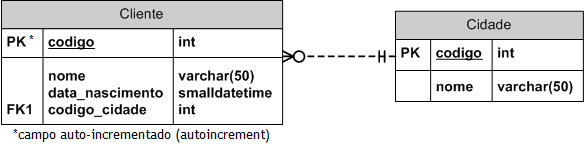 Cliente
PK * codigo int
nome varchar(50)
data_nascimento smalldatetime
FK1 codigo_cidade int
*campo auto-incrementado (autoincrement)
Cidade
PK codigo int
nome varchar(50)